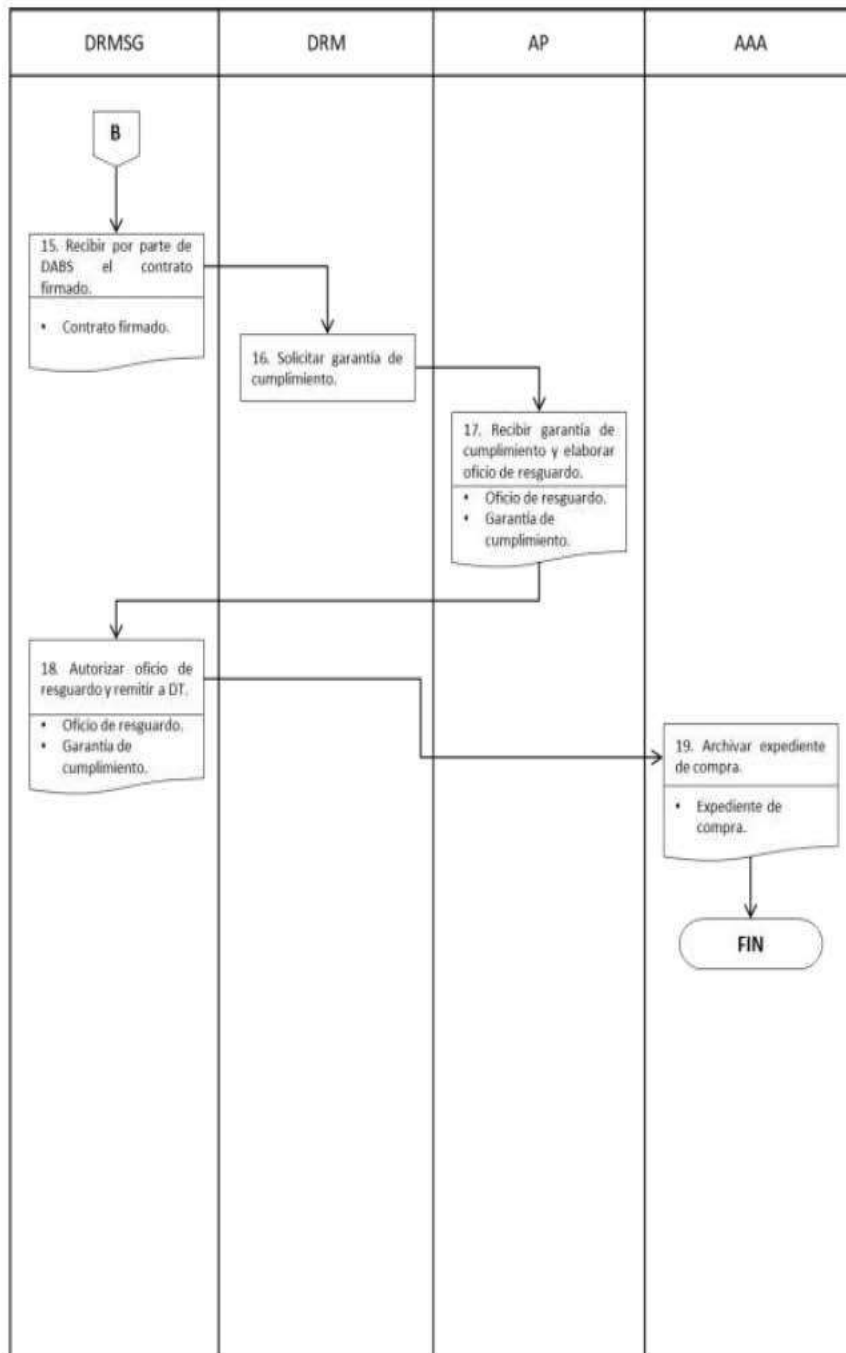 DRMSG DRM AP AAA
B
15. Recibir por parte de
DABS el contrato
firmado.
• Contrato firmado.
16. Solicitar garantía de
cumplimiento.
17. Recibir garantía de
cumplimiento y elaborar
oficio de resguardo.
• Oficio de resguardo.
• Garantía de
cumplimiento.
18. Autorizar oficio de
resguardo y remitir a DT.
• Oficio de resguardo.
• Garantía de
cumplimiento.
19. Archivar expediente
de compra.
• Expediente de
compra.
FIN